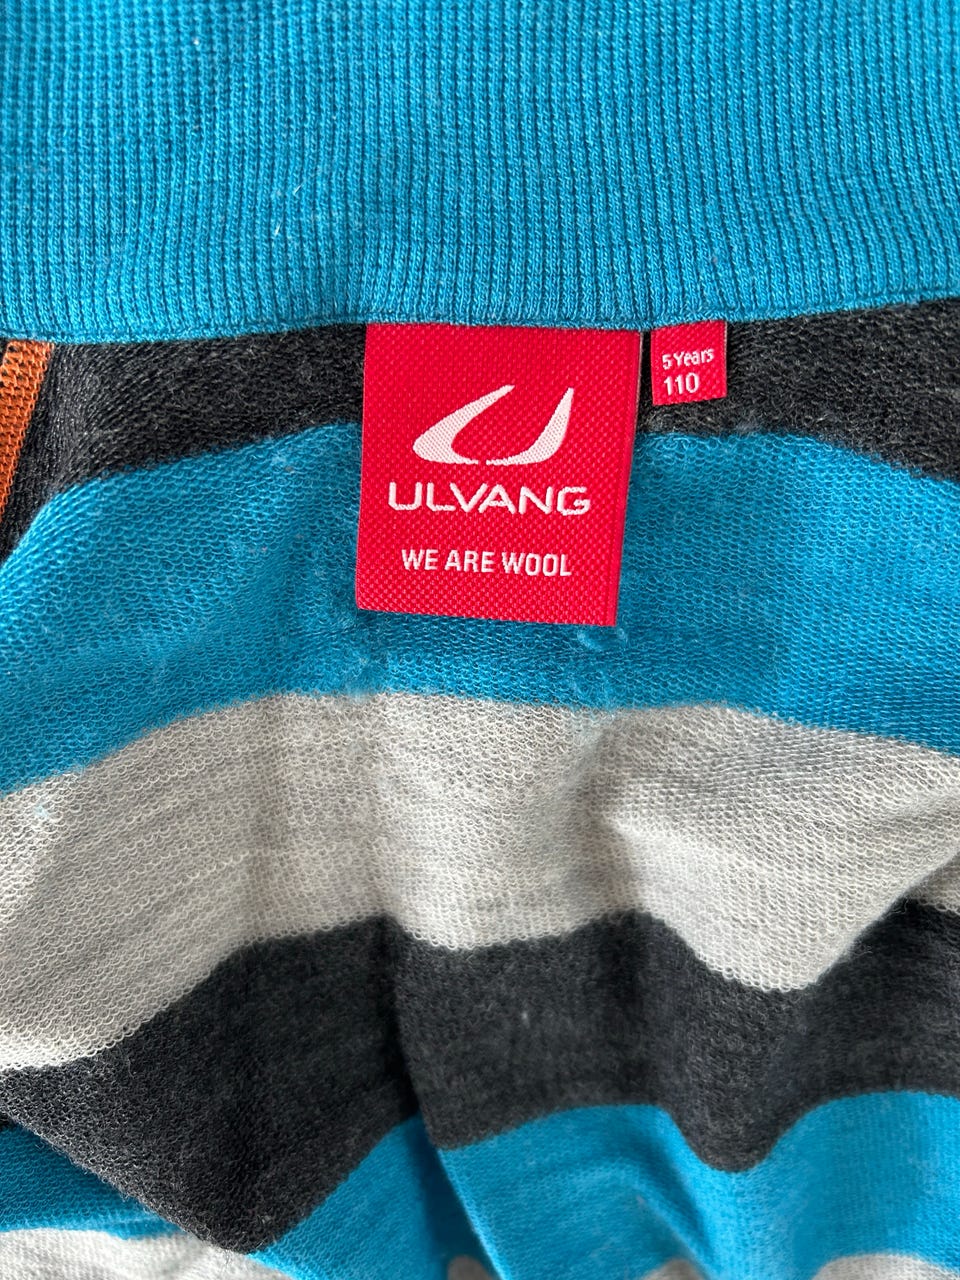 ULVANG
WE ARE WOOL
5 Years
110